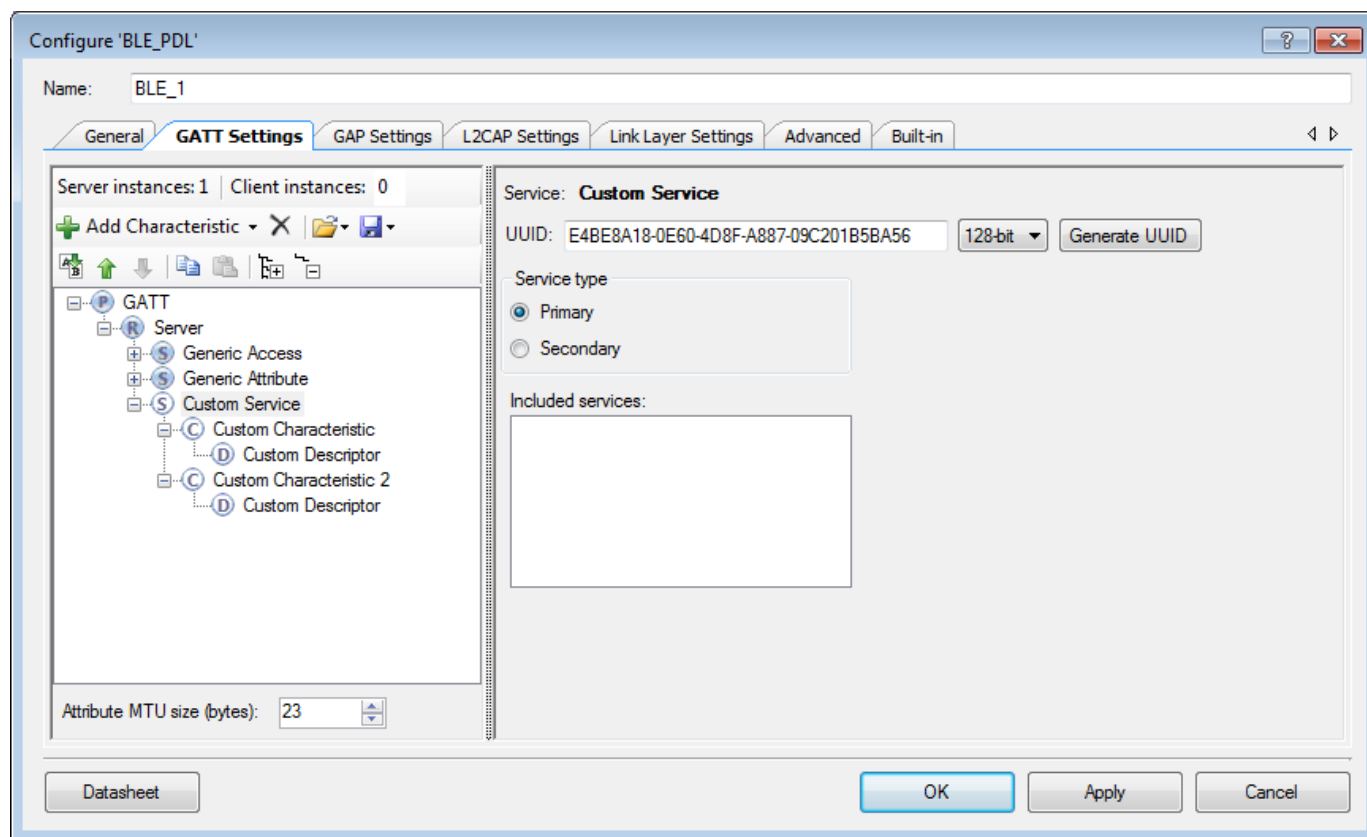 Configure 'BLE_PDL'
Name: BLE_1
General GATT Settings GAP Settings L2CAP Settings Link Layer Settings Advanced Built-in
Server instances: 1 Client instances: 0
Add Characteristic
GATT
Server
Generic Access
Generic Attribute
Custom Service
Custom Characteristic
Custom Descriptor
Custom Characteristic 2
Custom Descriptor
Attribute MTU size (bytes): 23
Service: Custom Service
UUID: E4BE8A18-0E60-4D8F-A887-09C201B5BA56 128-bit Generate UUID
Service type
Primary
Secondary
Included services:
Datasheet OK Apply Cancel